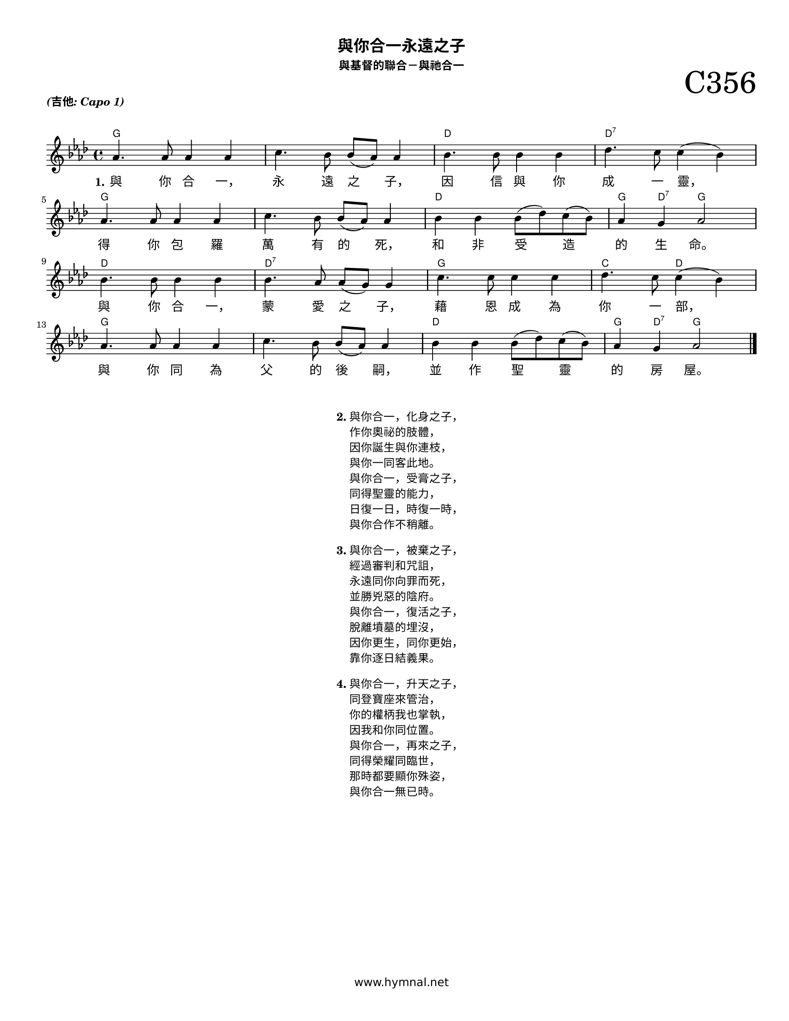 與你合一永遠之子
與基督的聯合－與祂合一
C356
(吉他: Capo 1)
G D D7
1. 與 你 合 一， 永 遠 之 子， 因 信 與 你 成 一 靈，
5 G D G D7 G
得 你 包 羅 萬 有 的 死， 和 非 受 造 的 生 命。
9 D D7 G C D
與 你 合 一， 蒙 愛 之 子， 藉 恩 成 為 你 一 部，
13 G D G D7 G
與 你 同 為 父 的 後 嗣， 並 作 聖 靈 的 房 屋。
2. 與你合一，化身之子，
作你奧祕的肢體，
因你誕生與你連枝，
與你一同客此地。
與你合一，受膏之子，
同得聖靈的能力，
日復一日，時復一時，
與你合作不稍離。
3. 與你合一，被棄之子，
經過審判和咒詛，
永遠同你向罪而死，
並勝兇惡的陰府。
與你合一，復活之子，
脫離墳墓的埋沒，
因你更生，同你更始，
靠你逐日結義果。
4. 與你合一，升天之子，
同登寶座來管治，
你的權柄我也掌執，
因我和你同位置。
與你合一，再來之子，
同得榮耀同臨世，
那時都要顯你殊姿，
與你合一無已時。
www.hymnal.net